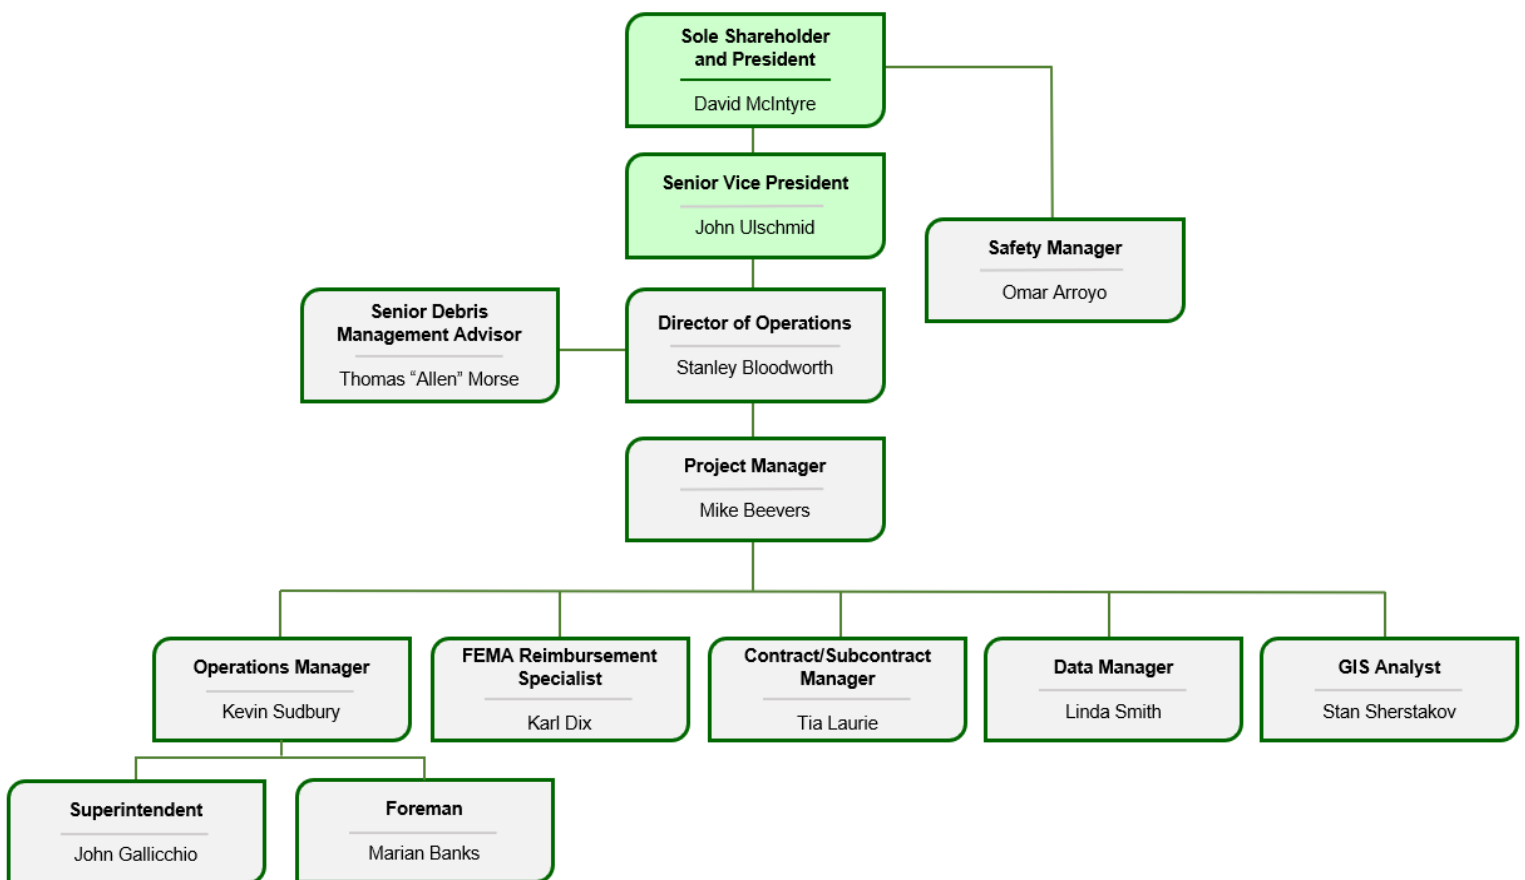 Sole Shareholder
and President
David McIntyre
Senior Vice President
John Ulschmid
Safety Manager
Omar Arroyo
Senior Debris
Management Advisor
Thomas “Allen” Morse
Director of Operations
Stanley Bloodworth
Project Manager
Mike Beevers
Operations Manager
Kevin Sudbury
FEMA Reimbursement
Specialist
Karl Dix
Contract/Subcontract
Manager
Tia Laurie
Data Manager
Linda Smith
GIS Analyst
Stan Sherstakov
Superintendent
John Gallicchio
Foreman
Marian Banks